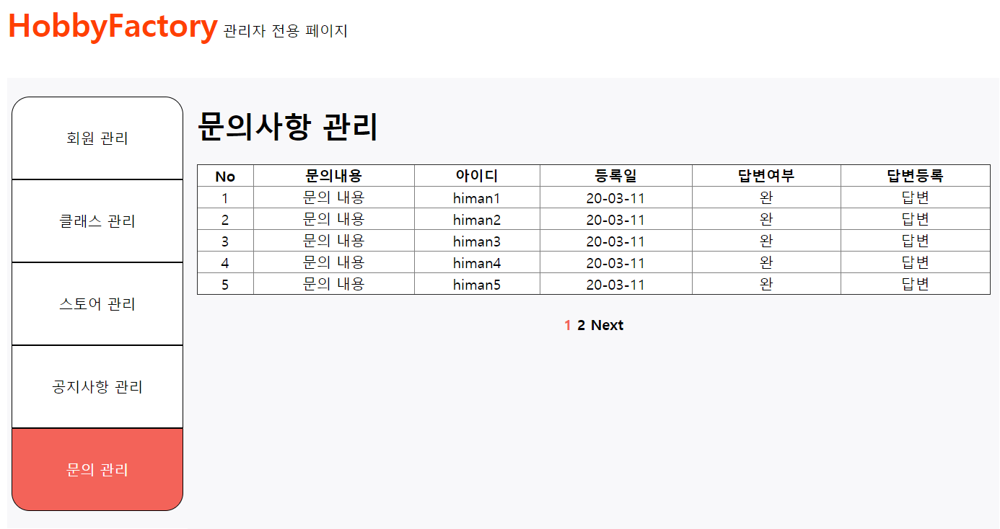 HobbyFactory 관리자 전용 페이지
회원 관리
클래스 관리
스토어 관리
공지사항 관리
문의 관리
문의사항 관리
No 문의내용 아이디 등록일 답변여부 답변등록
1 문의 내용 himan1 20-03-11 완 답변
2 문의 내용 himan2 20-03-11 완 답변
3 문의 내용 himan3 20-03-11 완 답변
4 문의 내용 himan4 20-03-11 완 답변
5 문의 내용 himan5 20-03-11 완 답변
1 2 Next